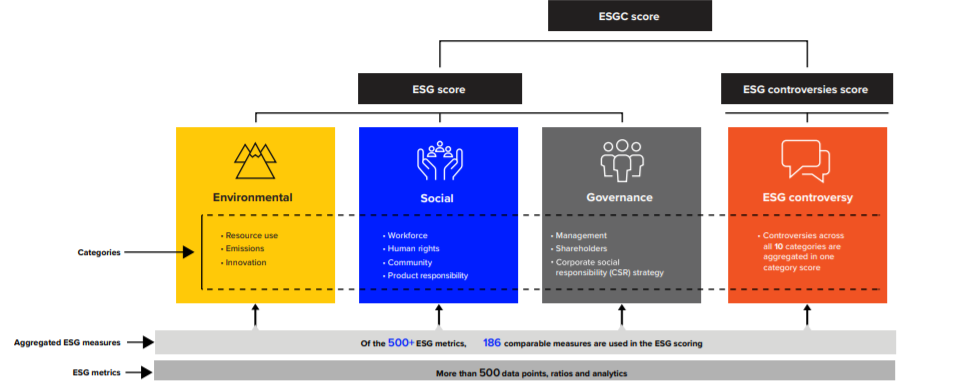 ESGC score
ESG score
ESG controversies score
Environmental
Social
Governance
ESG controversy
Categories
• Resource use
• Emissions
• Innovation
• Workforce
• Human rights
• Community
• Product responsibility
• Management
• Shareholders
• Corporate social
responsibility (CSR) strategy
• Controversies across
all 10 categories are
aggregated in one
category score
Aggregated ESG measures
Of the 500+ ESG metrics, 186 comparable measures are used in the ESG scoring
ESG metrics
More than 500 data points, ratios and analytics